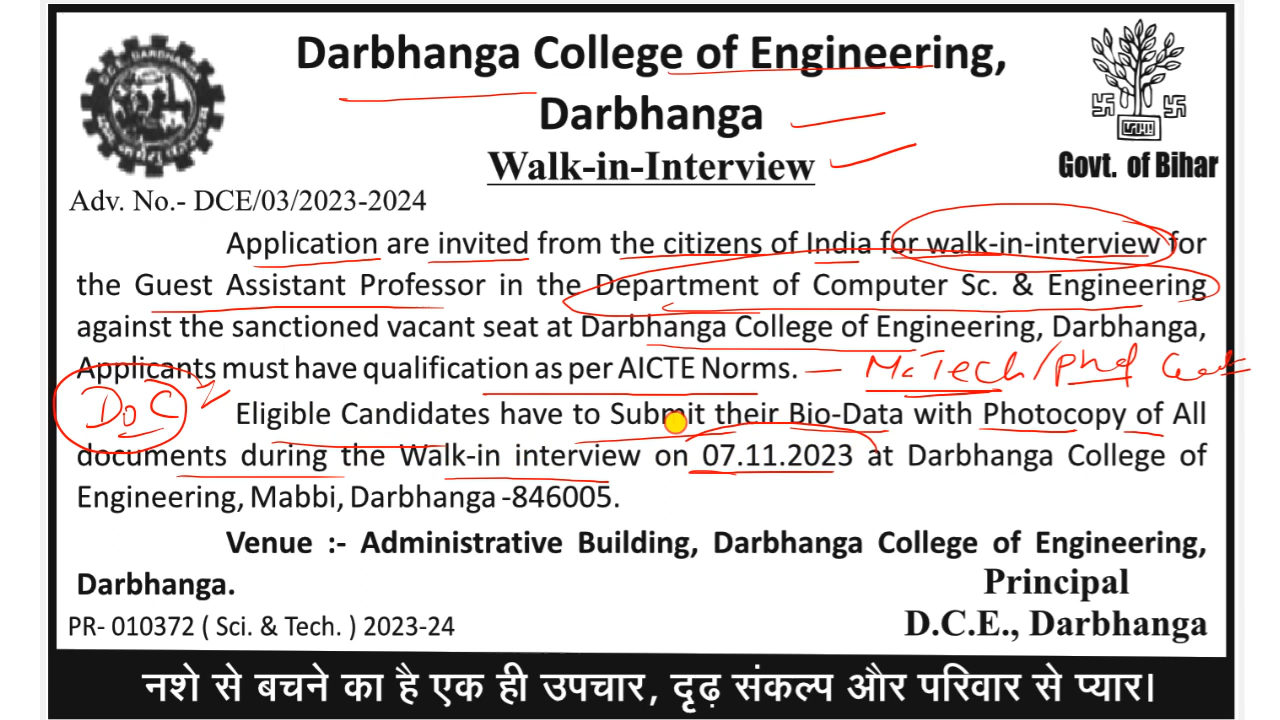 Darbhanga College of Engineering,
Darbhanga
Walk-in-Interview
Govt. of Bihar
Adv. No.- DCE/03/2023-2024
Application are invited from the citizens of India for walk-in-interview for
the Guest Assistant Professor in the Department of Computer Sc. & Engineering
against the sanctioned vacant seat at Darbhanga College of Engineering, Darbhanga,
Applicants must have qualification as per AICTE Norms. — M.Tech/Phd
DOC
Eligible Candidates have to Submit their Bio-Data with Photocopy of All
documents during the Walk-in interview on 07.11.2023 at Darbhanga College of
Engineering, Mabbi, Darbhanga -846005.
Venue :- Administrative Building, Darbhanga College of Engineering,
Darbhanga.
Principal
PR- 010372 ( Sci. & Tech. ) 2023-24
D.C.E., Darbhanga
नशे से बचने का है एक ही उपचार, दृढ़ संकल्प और परिवार से प्यार।